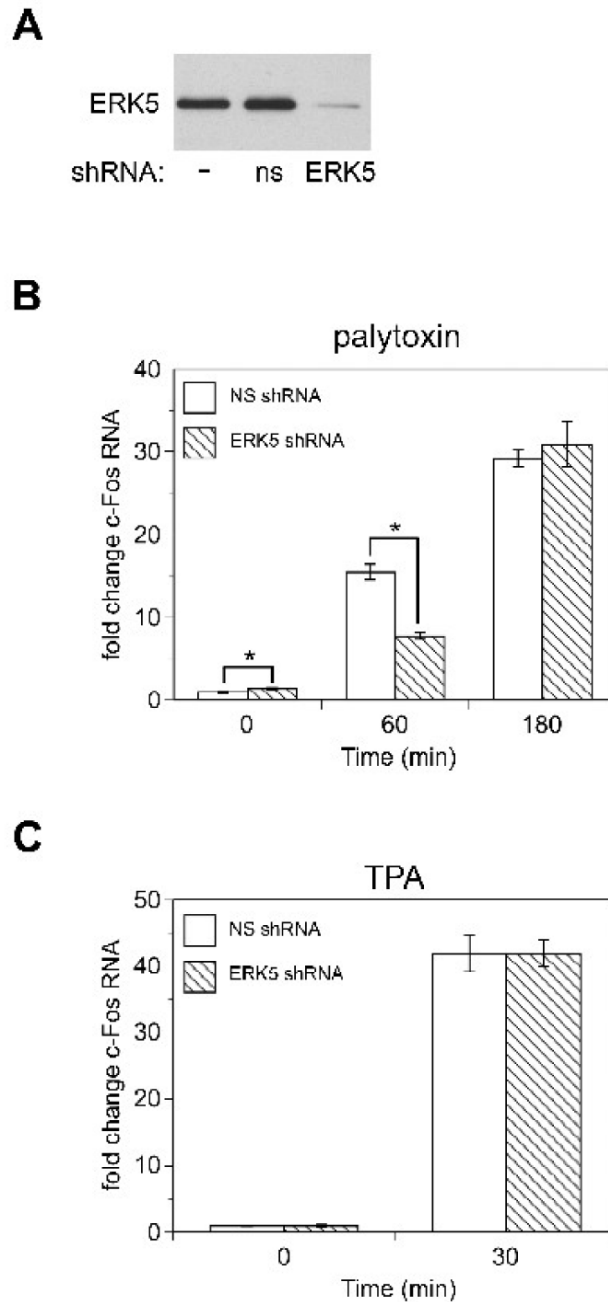 A
ERK5
shRNA: - ns ERK5
B
palytoxin
fold change c-Fos RNA
40
30
20
10
0
NS shRNA
ERK5 shRNA
*
*
0 60 180
Time (min)
C
TPA
fold change c-Fos RNA
50
40
30
20
10
0
NS shRNA
ERK5 shRNA
0 30
Time (min)